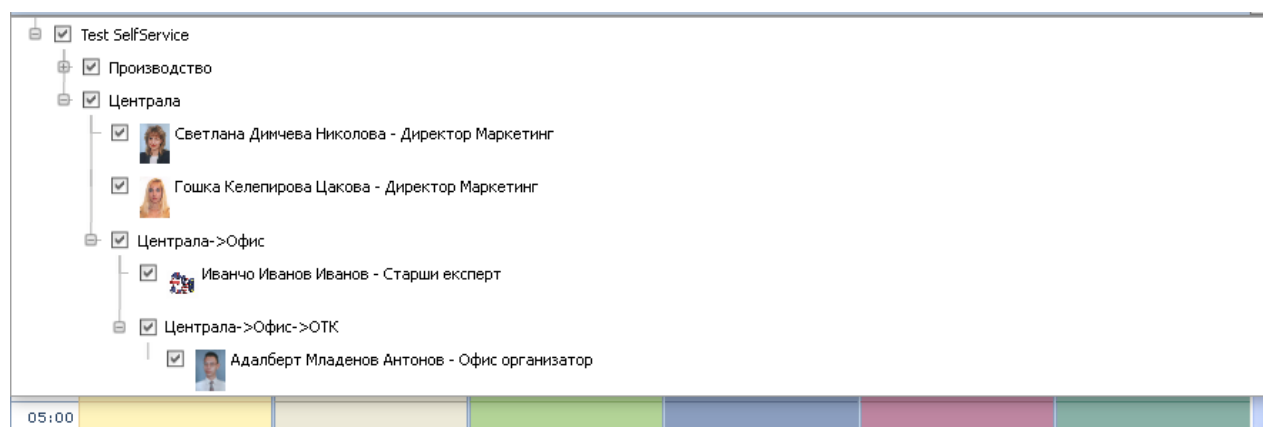 Test SelfService
Производство
Централа
Светлана Димчева Николова - Директор Маркетинг
Гошка Келепирова Цакова - Директор Маркетинг
Централа->Офис
Иванчо Иванов Иванов - Старши експерт
Централа->Офис->ОТК
Адалберт Младенов Антонов - Офис организатор
05:00